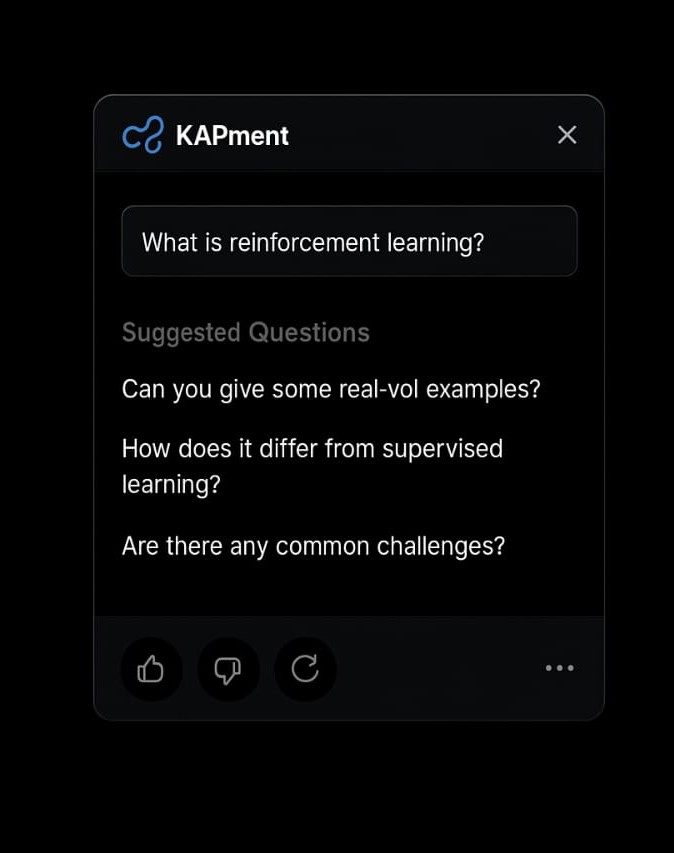 KAPment
What is reinforcement learning?
Suggested Questions
Can you give some real-vol examples?
How does it differ from supervised
learning?
Are there any common challenges?